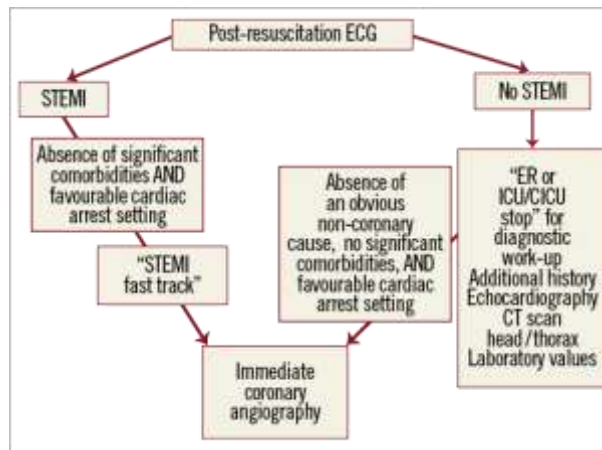 Post-resuscitation ECG
STEMI
No STEMI
Absence of significant
comorbidities AND
favourable cardiac
arrest setting
Absence of
an obvious
non-coronary
cause, no significant
comorbidities, AND
favourable cardiac
arrest setting
"ER or
ICU/CICU
stop" for
diagnostic
work-up
Additional history
Echocardiography
CT scan
head/thorax
Laboratory values
"STEMI
fast track"
Immediate
coronary
angiography